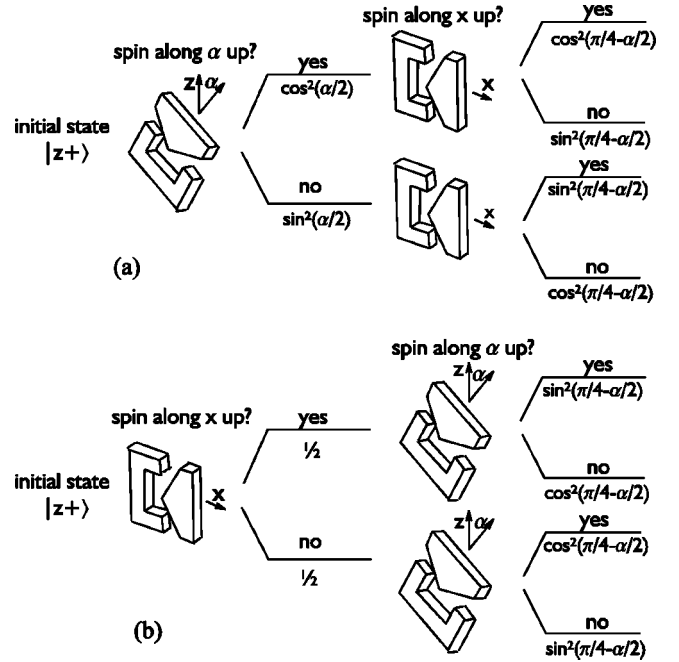 spin along α up?
spin along x up?
z α
initial state
|z+⟩
yes
cos²(α/2)
no
sin²(α/2)
x
yes
cos²(π/4-α/2)
no
sin²(π/4-α/2)
x
yes
sin²(π/4-α/2)
no
cos²(π/4-α/2)
(a)
spin along x up?
spin along α up?
initial state
|z+⟩
x
yes
½
no
½
z α
yes
sin²(π/4-α/2)
no
cos²(π/4-α/2)
z α
yes
cos²(π/4-α/2)
no
sin²(π/4-α/2)
(b)